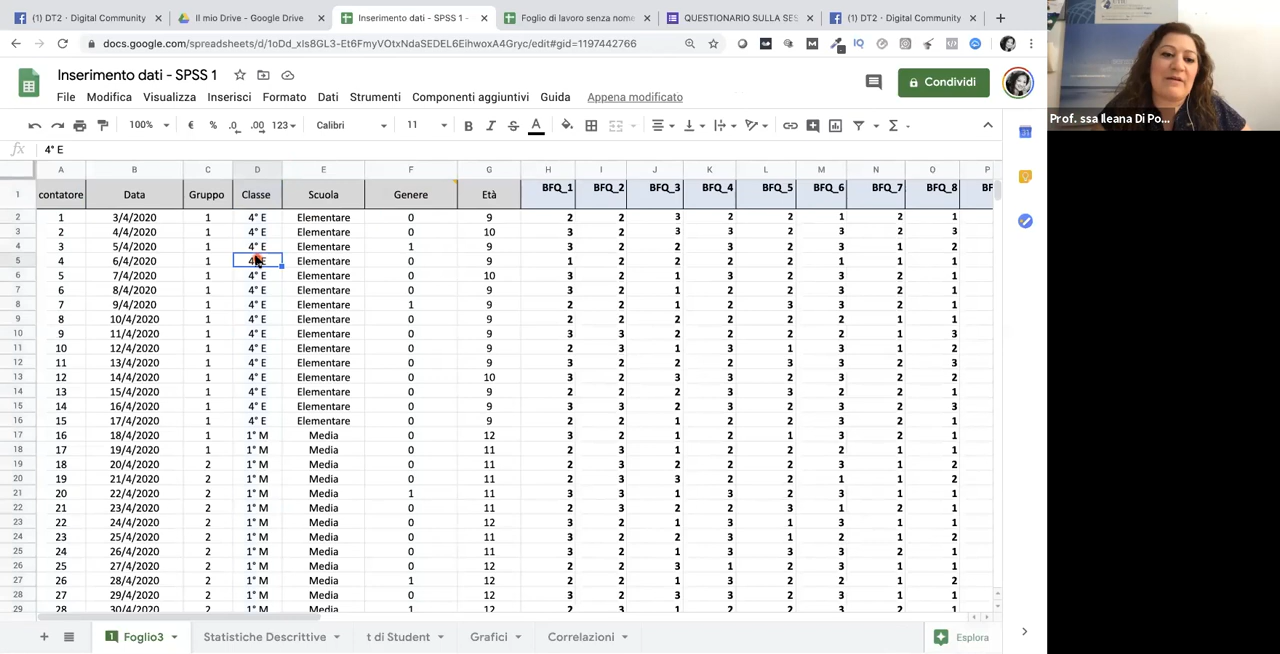 (1) DT2 - Digital Community
Il mio Drive - Google Drive
Inserimento dati - SPSS 1 -
Foglio di lavoro senza nome
QUESTIONARIO SULLA SES
(1) DT2 - Digital Community
docs.google.com/spreadsheets/d/1oDd_xIs8GL3-Et6FmyVOtxNdaSEDEL6EihwoxA4Gryc/edit#gid=1197442766
Inserimento dati - SPSS 1
Condividi
File Modifica Visualizza Inserisci Formato Dati Strumenti Componenti aggiuntivi Guida Appena modificato
100% € % .0 .00 123 Calibri 11 B I S A
fx 4° E
A B C D E F G H I J K L M N O P
1 contatore Data Gruppo Classe Scuola Genere Età BFQ_1 BFQ_2 BFQ_3 BFQ_4 BFQ_5 BFQ_6 BFQ_7 BFQ_8 BF
2 1 3/4/2020 1 4° E Elementare 0 9 2 2 3 2 2 1 2 1
3 2 4/4/2020 1 4° E Elementare 0 10 3 2 3 2 2 3 2 3
4 3 5/4/2020 1 4° E Elementare 1 9 3 2 2 3 2 3 1 2
5 4 6/4/2020 1 4° E Elementare 0 9 1 2 2 1 2 1 1 1
6 5 7/4/2020 1 4° E Elementare 0 10 3 2 1 3 3 3 2 1
7 6 8/4/2020 1 4° E Elementare 0 9 3 2 1 3 2 2 2 1
8 7 9/4/2020 1 4° E Elementare 1 9 2 2 1 2 3 3 2 1
9 8 10/4/2020 1 4° E Elementare 0 9 2 2 2 2 2 2 1 1
10 9 11/4/2020 1 4° E Elementare 0 9 3 3 2 2 2 3 1 3
11 10 12/4/2020 1 4° E Elementare 0 9 2 3 1 3 1 3 1 2
12 11 13/4/2020 1 4° E Elementare 0 9 3 3 2 2 3 3 2 2
13 12 14/4/2020 1 4° E Elementare 0 10 3 2 3 3 2 3 2 2
14 13 15/4/2020 1 4° E Elementare 0 9 2 2 3 2 3 2 2 1
15 14 16/4/2020 1 4° E Elementare 0 9 3 3 2 3 2 3 1 3
16 15 17/4/2020 1 4° E Elementare 0 9 2 2 1 2 2 3 2 1
17 16 18/4/2020 1 1° M Media 0 12 3 2 1 2 1 3 2 1
18 17 19/4/2020 1 1° M Media 0 11 2 3 1 2 2 3 1 1
19 18 20/4/2020 2 1° M Media 0 11 2 3 2 2 2 3 1 2
20 19 21/4/2020 2 1° M Media 0 11 3 3 2 3 2 3 1 1
21 20 22/4/2020 2 1° M Media 1 11 3 3 1 3 2 3 1 1
22 21 23/4/2020 2 1° M Media 0 11 2 3 2 2 3 1 2 1
23 22 24/4/2020 2 1° M Media 0 12 3 2 1 3 1 3 1 1
24 23 25/4/2020 2 1° M Media 0 11 3 2 1 3 1 2 1 2
25 24 26/4/2020 2 1° M Media 0 11 3 2 1 3 3 3 2 1
26 25 27/4/2020 2 1° M Media 0 12 2 2 3 1 2 3 1 1
27 26 28/4/2020 2 1° M Media 1 12 2 2 1 3 2 2 1 2
28 27 29/4/2020 2 1° M Media 0 12 3 2 3 3 2 3 2 1
29 28 30/4/2020 2 1° M Media 1 12 2 3 1 2 2 3 2 1
1 Foglio3 Statistiche Descrittive t di Student Grafici Correlazioni Esplora
Prof. ssa Ileana Di Po...